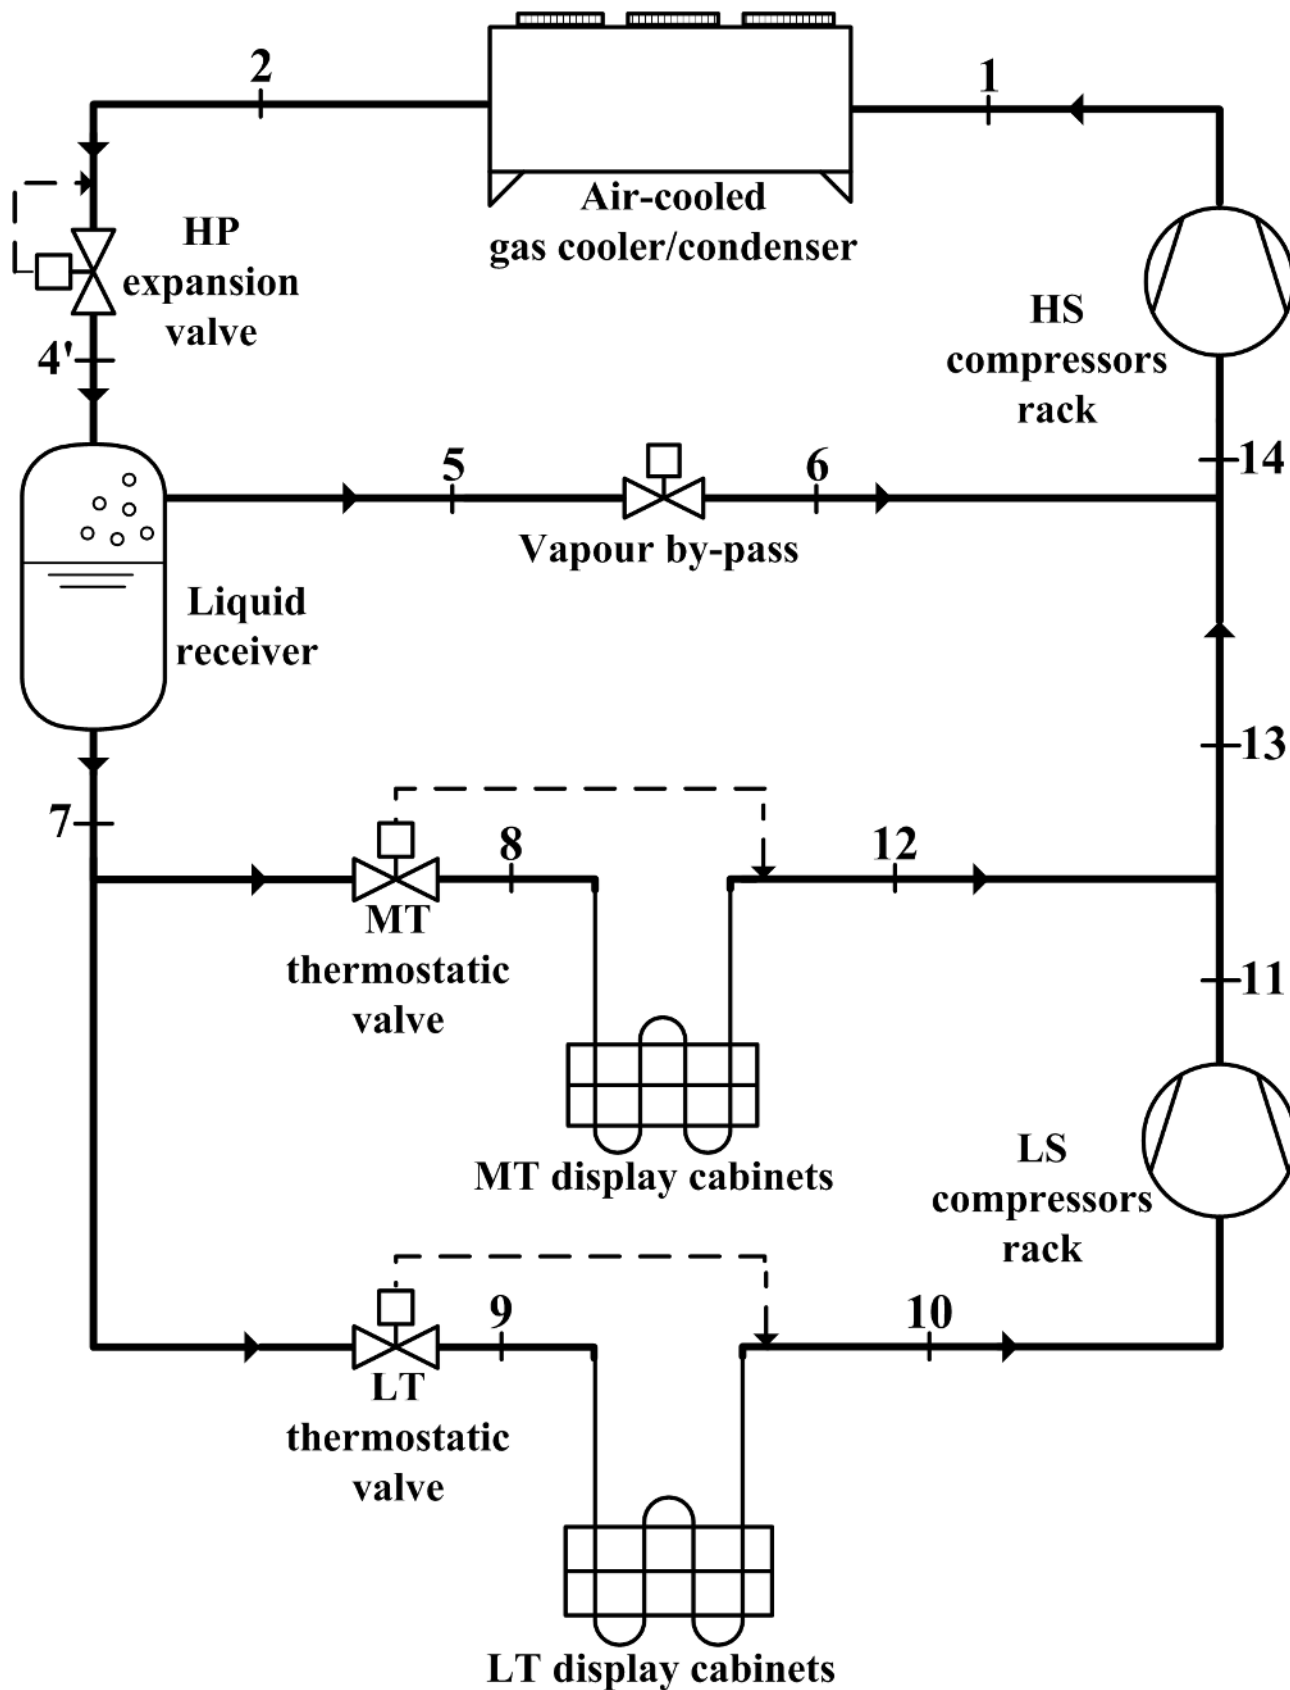 2
1
Air-cooled
gas cooler/condenser
HP
expansion
valve
HS
compressors
rack
4'
5
6
14
Vapour by-pass
Liquid
receiver
13
7
8
12
MT
thermostatic
valve
11
MT display cabinets
LS
compressors
rack
9
10
LT
thermostatic
valve
LT display cabinets